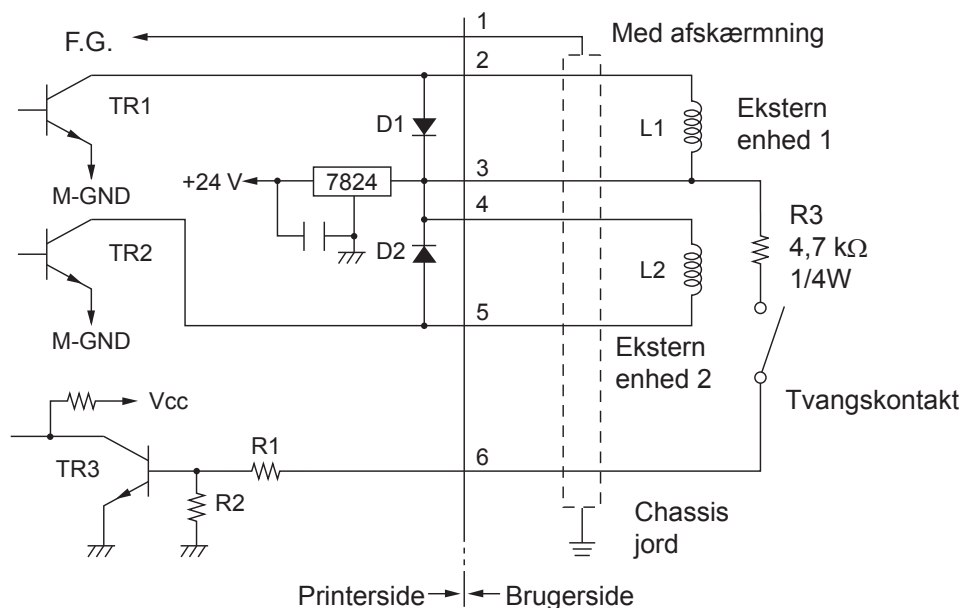 1
F.G.
Med afskærmning
2
TR1
D1
L1
Ekstern
enhed 1
+24 V
7824
3
M-GND
4
R3
4,7 kΩ
1/4W
TR2
D2
L2
M-GND
5
Ekstern
enhed 2
Vcc
Tvangskontakt
TR3
R1
6
R2
Chassis
jord
Printerside
Brugerside